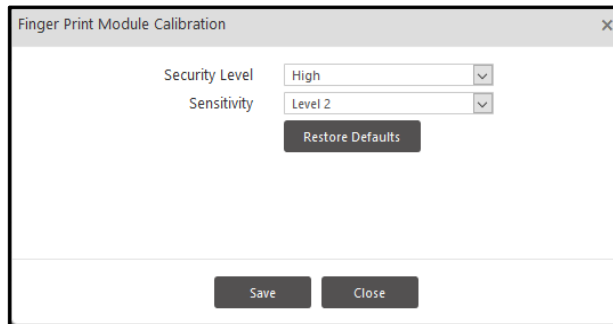 Finger Print Module Calibration
Security Level High
Sensitivity Level 2
Restore Defaults
Save Close